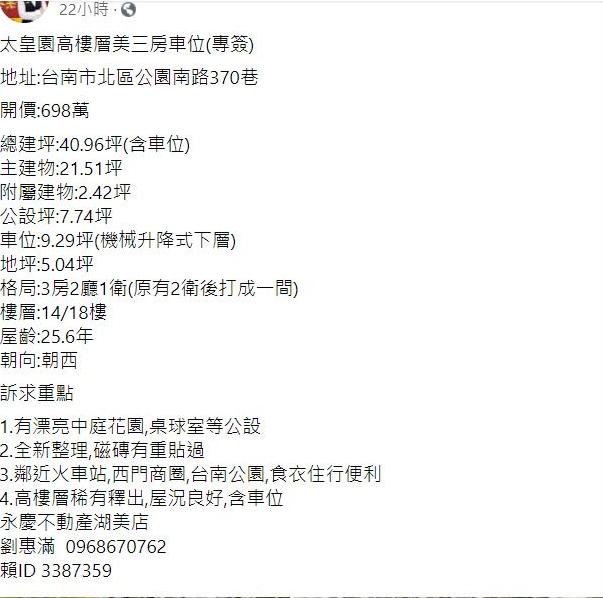 22小時
太皇園高樓層美三房車位(專簽)
地址:台南市北區公園南路370巷
開價:698萬
總建坪:40.96坪(含車位)
主建物:21.51坪
附屬建物:2.42坪
公設坪:7.74坪
車位:9.29坪(機械升降式下層)
地坪:5.04坪
格局:3房2廳1衛(原有2衛後打成一間)
樓層:14/18樓
屋齡:25.6年
朝向:朝西
訴求重點
1.有漂亮中庭花園,桌球室等公設
2.全新整理,磁磚有重貼過
3.鄰近火車站,西門商圈,台南公園,食衣住行便利
4.高樓層稀有釋出,屋況良好,含車位
永慶不動產湖美店
劉惠滿 0968670762
賴ID 3387359